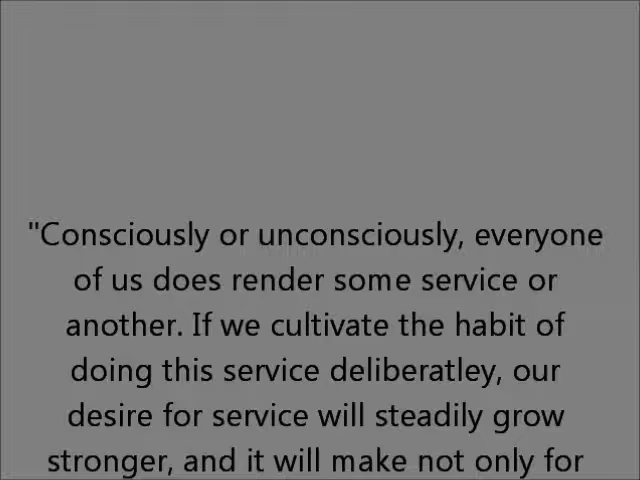 "Consciously or unconsciously, everyone
of us does render some service or
another. If we cultivate the habit of
doing this service deliberatley, our
desire for service will steadily grow
stronger, and it will make not only for